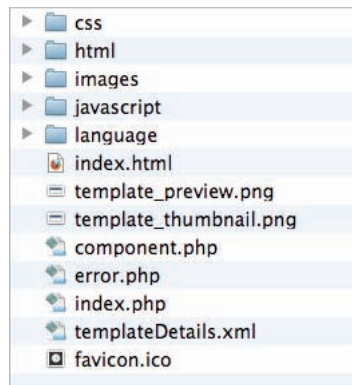 css
html
images
javascript
language
index.html
template_preview.png
template_thumbnail.png
component.php
error.php
index.php
templateDetails.xml
favicon.ico